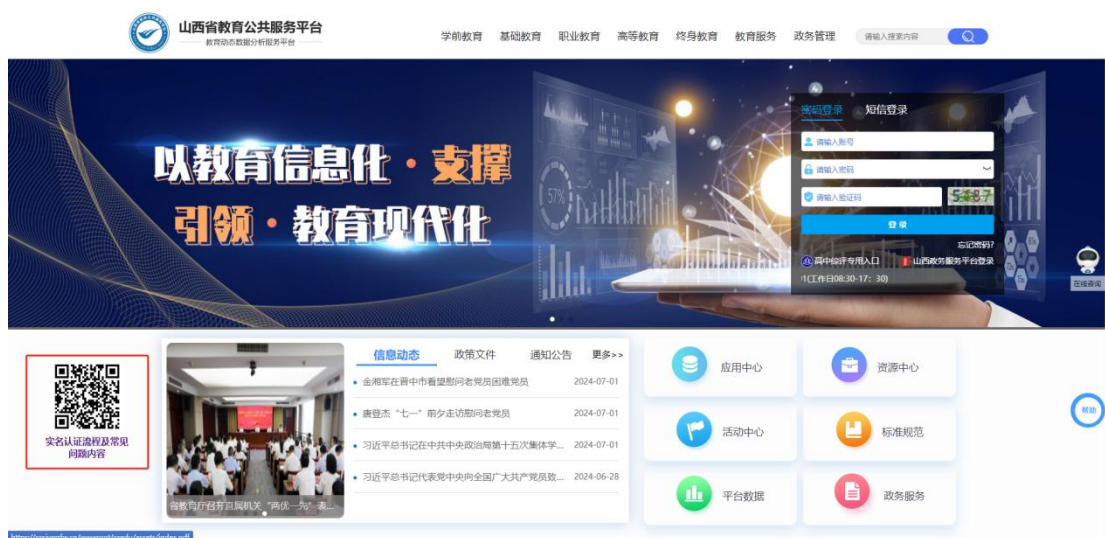 山西省教育公共服务平台
教育动态数据分析服务平台
学前教育 基础教育 职业教育 高等教育 终身教育 教育服务 政务管理 请输入搜索内容
以教育信息化·支撑
引领·教育现代化
57%
密码登录 短信登录
请输入账号
请输入密码
请输入验证码
登录
忘记密码?
高中综评专用入口 山西政务服务平台登录
(工作日08:30-17：30)
在线咨询
实名认证流程及常见
问题内容
省教育厅召开直属机关“两优一先”表...
信息动态 政策文件 通知公告 更多>>
金湘军在晋中市看望慰问老党员困难党员 2024-07-01
唐登杰“七一”前夕走访慰问老党员 2024-07-01
习近平总书记在中共中央政治局第十五次集体学... 2024-07-01
习近平总书记代表党中央向全国广大共产党员致... 2024-06-28
应用中心 资源中心
活动中心 标准规范
平台数据 政务服务
帮助